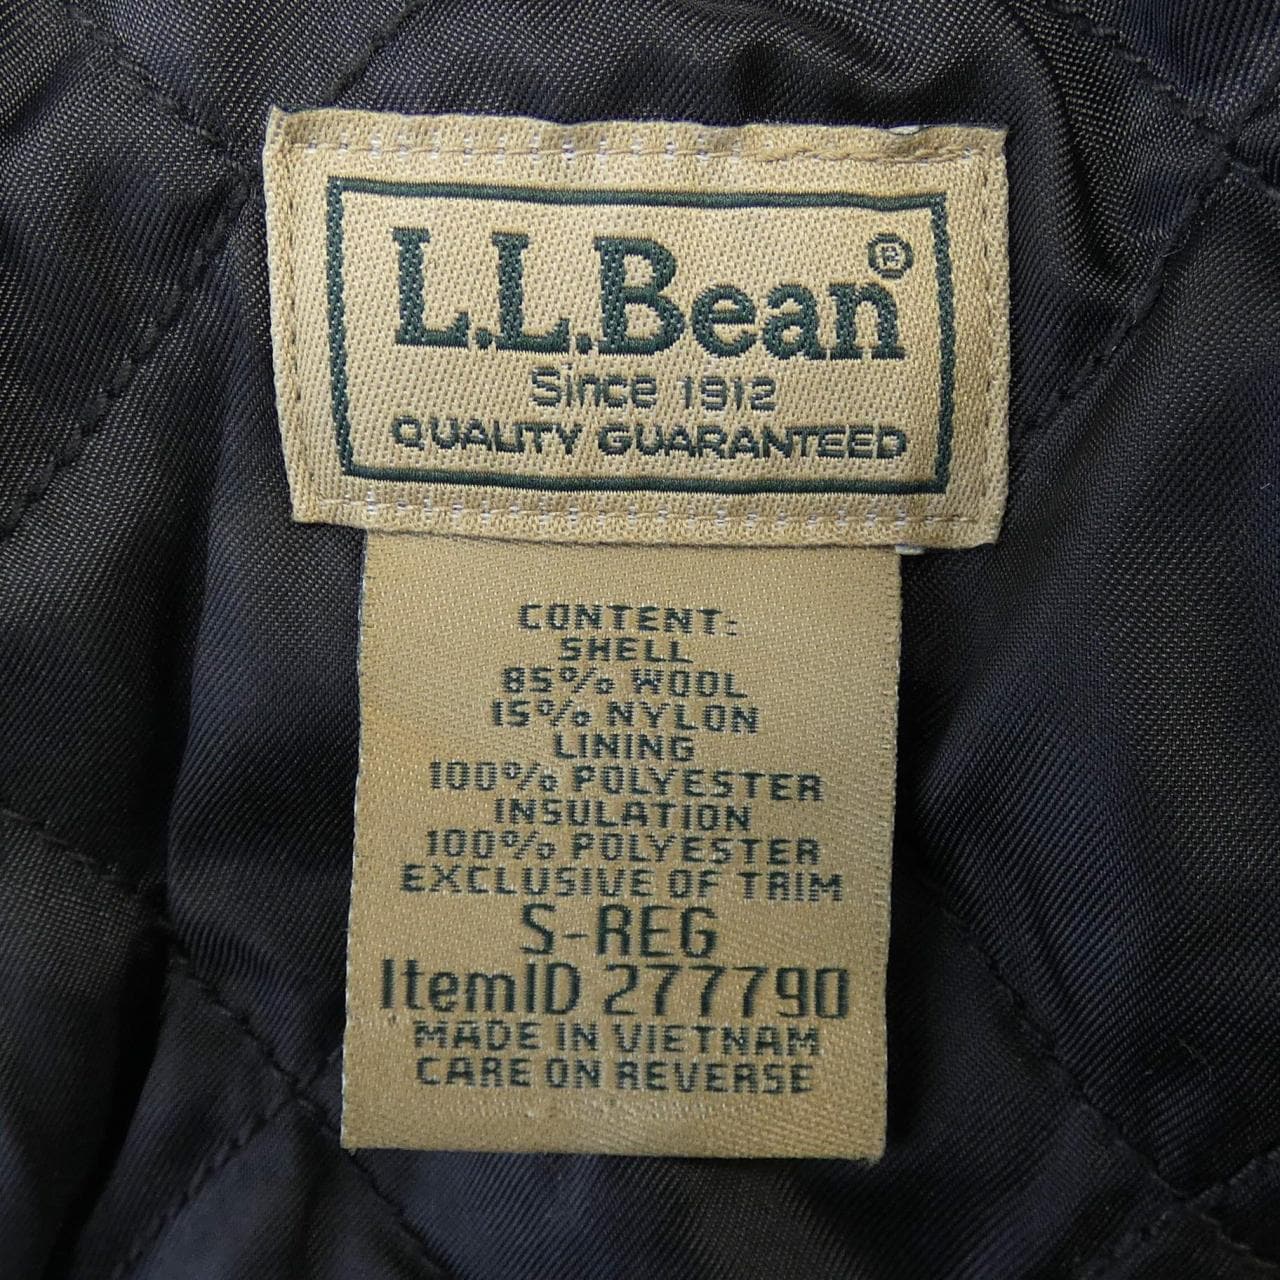 L.L.Bean®
Since 1912
QUALITY GUARANTEED
CONTENT:
SHELL
85% WOOL
15% NYLON
LINING
100% POLYESTER
INSULATION
100% POLYESTER
EXCLUSIVE OF TRIM
S-REG
ItemID 277790
MADE IN VIETNAM
CARE ON REVERSE